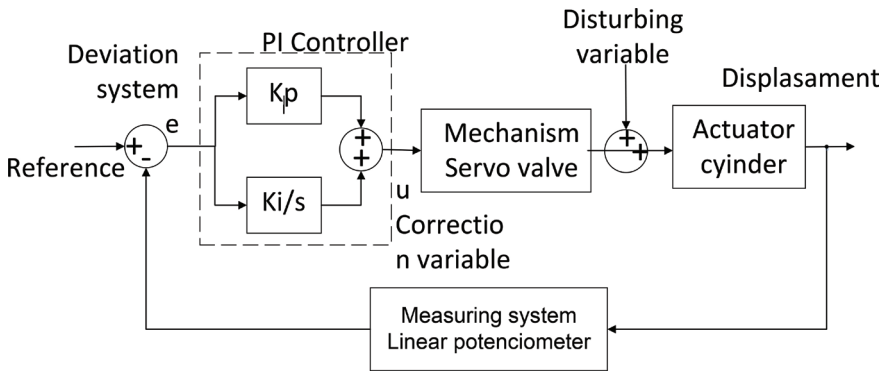 Deviation
system
e
Reference
+
-
PI Controller
Kp
Ki/s
+
+
u
Correctio
n variable
Mechanism
Servo valve
Disturbing
variable
+
+
Displasament
Actuator
cyinder
Measuring system
Linear potenciometer